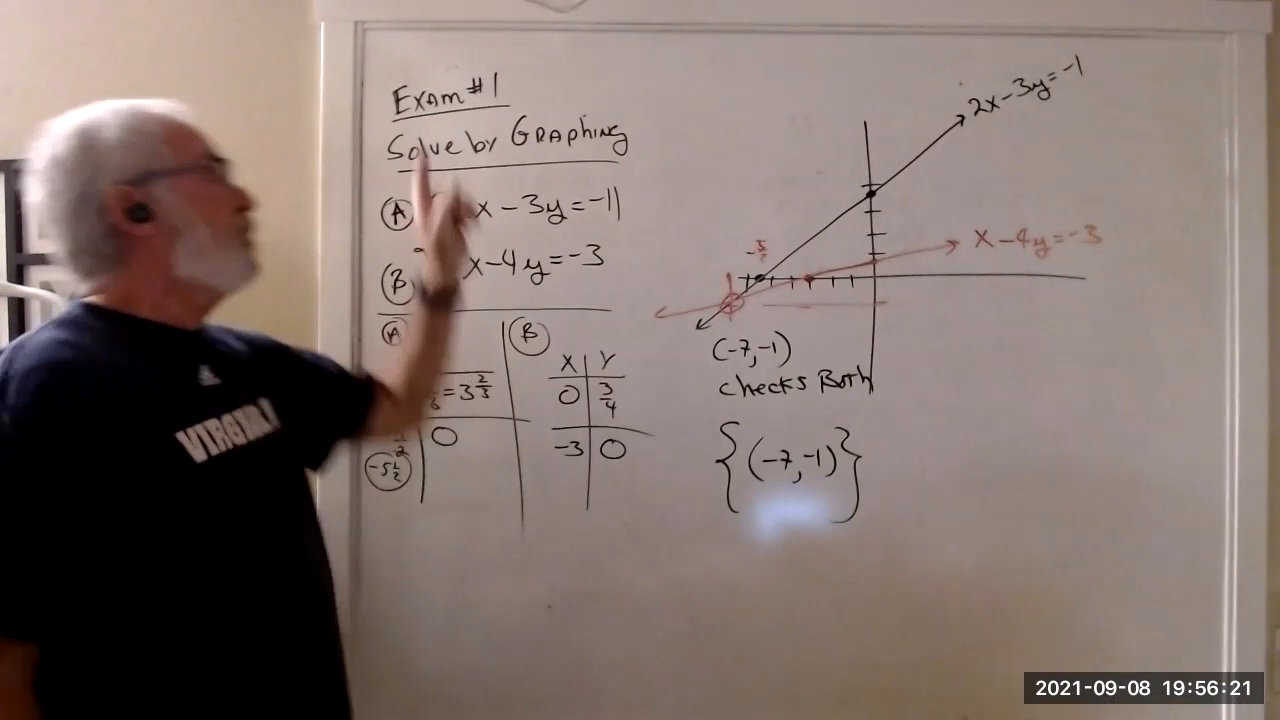 Exam #1
Solve by Graphing
A x - 3y = -11
B x - 4y = -3
A
= 3 2/3
0
-5 1/2
B
X Y
0 3/4
-3 0
2x - 3y = -1
x - 4y = -3
(-7, -1)
checks Both
{(-7, -1)}
VIRGINIA
2021-09-08 19:56:21